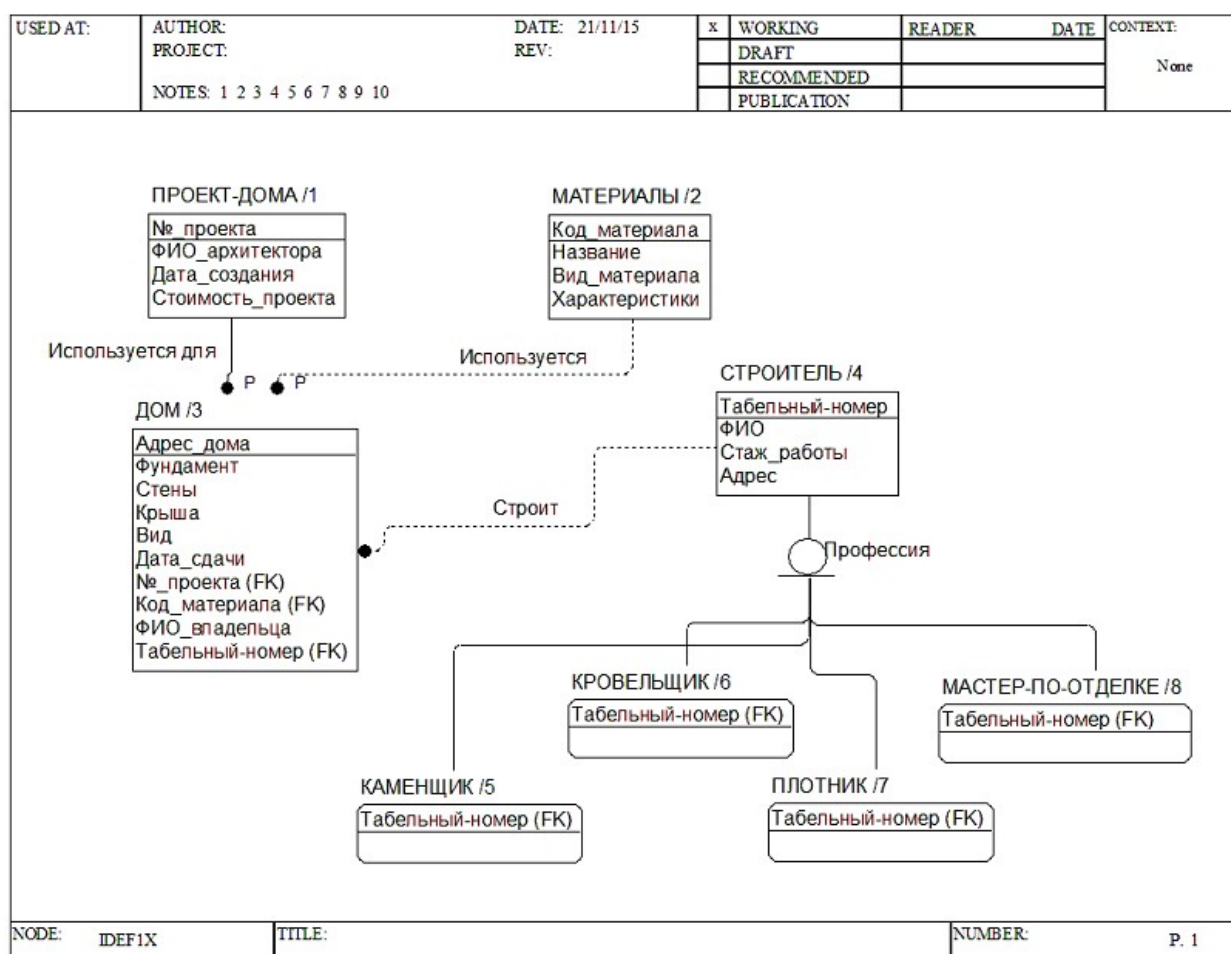 USED AT:
AUTHOR:
DATE: 21/11/15
PROJECT:
REV:
NOTES: 1 2 3 4 5 6 7 8 9 10
x WORKING
DRAFT
RECOMMENDED
PUBLICATION
READER DATE
CONTEXT:
None
ПРОЕКТ-ДОМА /1
№_проекта
ФИО_архитектора
Дата_создания
Стоимость_проекта
МАТЕРИАЛЫ /2
Код_материала
Название
Вид_материала
Характеристики
Используется для
Используется
P P
ДОМ /3
Адрес_дома
Фундамент
Стены
Крыша
Вид
Дата_сдачи
№_проекта (FK)
Код_материала (FK)
ФИО_владельца
Табельный-номер (FK)
СТРОИТЕЛЬ /4
Табельный-номер
ФИО
Стаж_работы
Адрес
Строит
Профессия
КРОВЕЛЬЩИК /6
Табельный-номер (FK)
МАСТЕР-ПО-ОТДЕЛКЕ /8
Табельный-номер (FK)
КАМЕНЩИК /5
Табельный-номер (FK)
ПЛОТНИК /7
Табельный-номер (FK)
NODE: IDEF1X
TITLE:
NUMBER:
P. 1